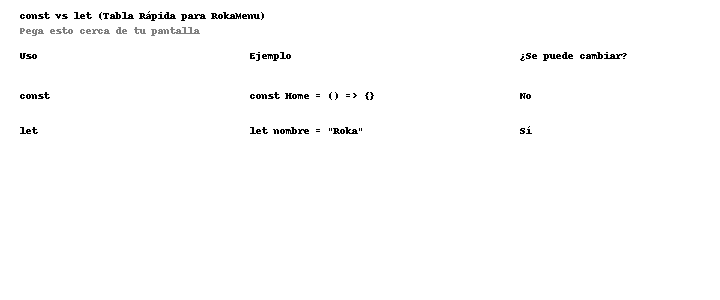 const vs let (Tabla Rápida para RokaMenu)
Pega esto cerca de tu pantalla
Uso Ejemplo ¿Se puede cambiar?
const const Home = () => {} No
let let nombre = "Roka" Sí